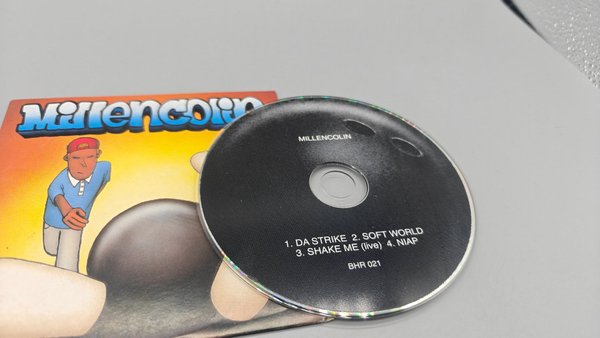 Millencolin
MILLENCOLIN
1. DA STRIKE 2. SOFT WORLD
3. SHAKE ME (live) 4. NIAP
BHR 021